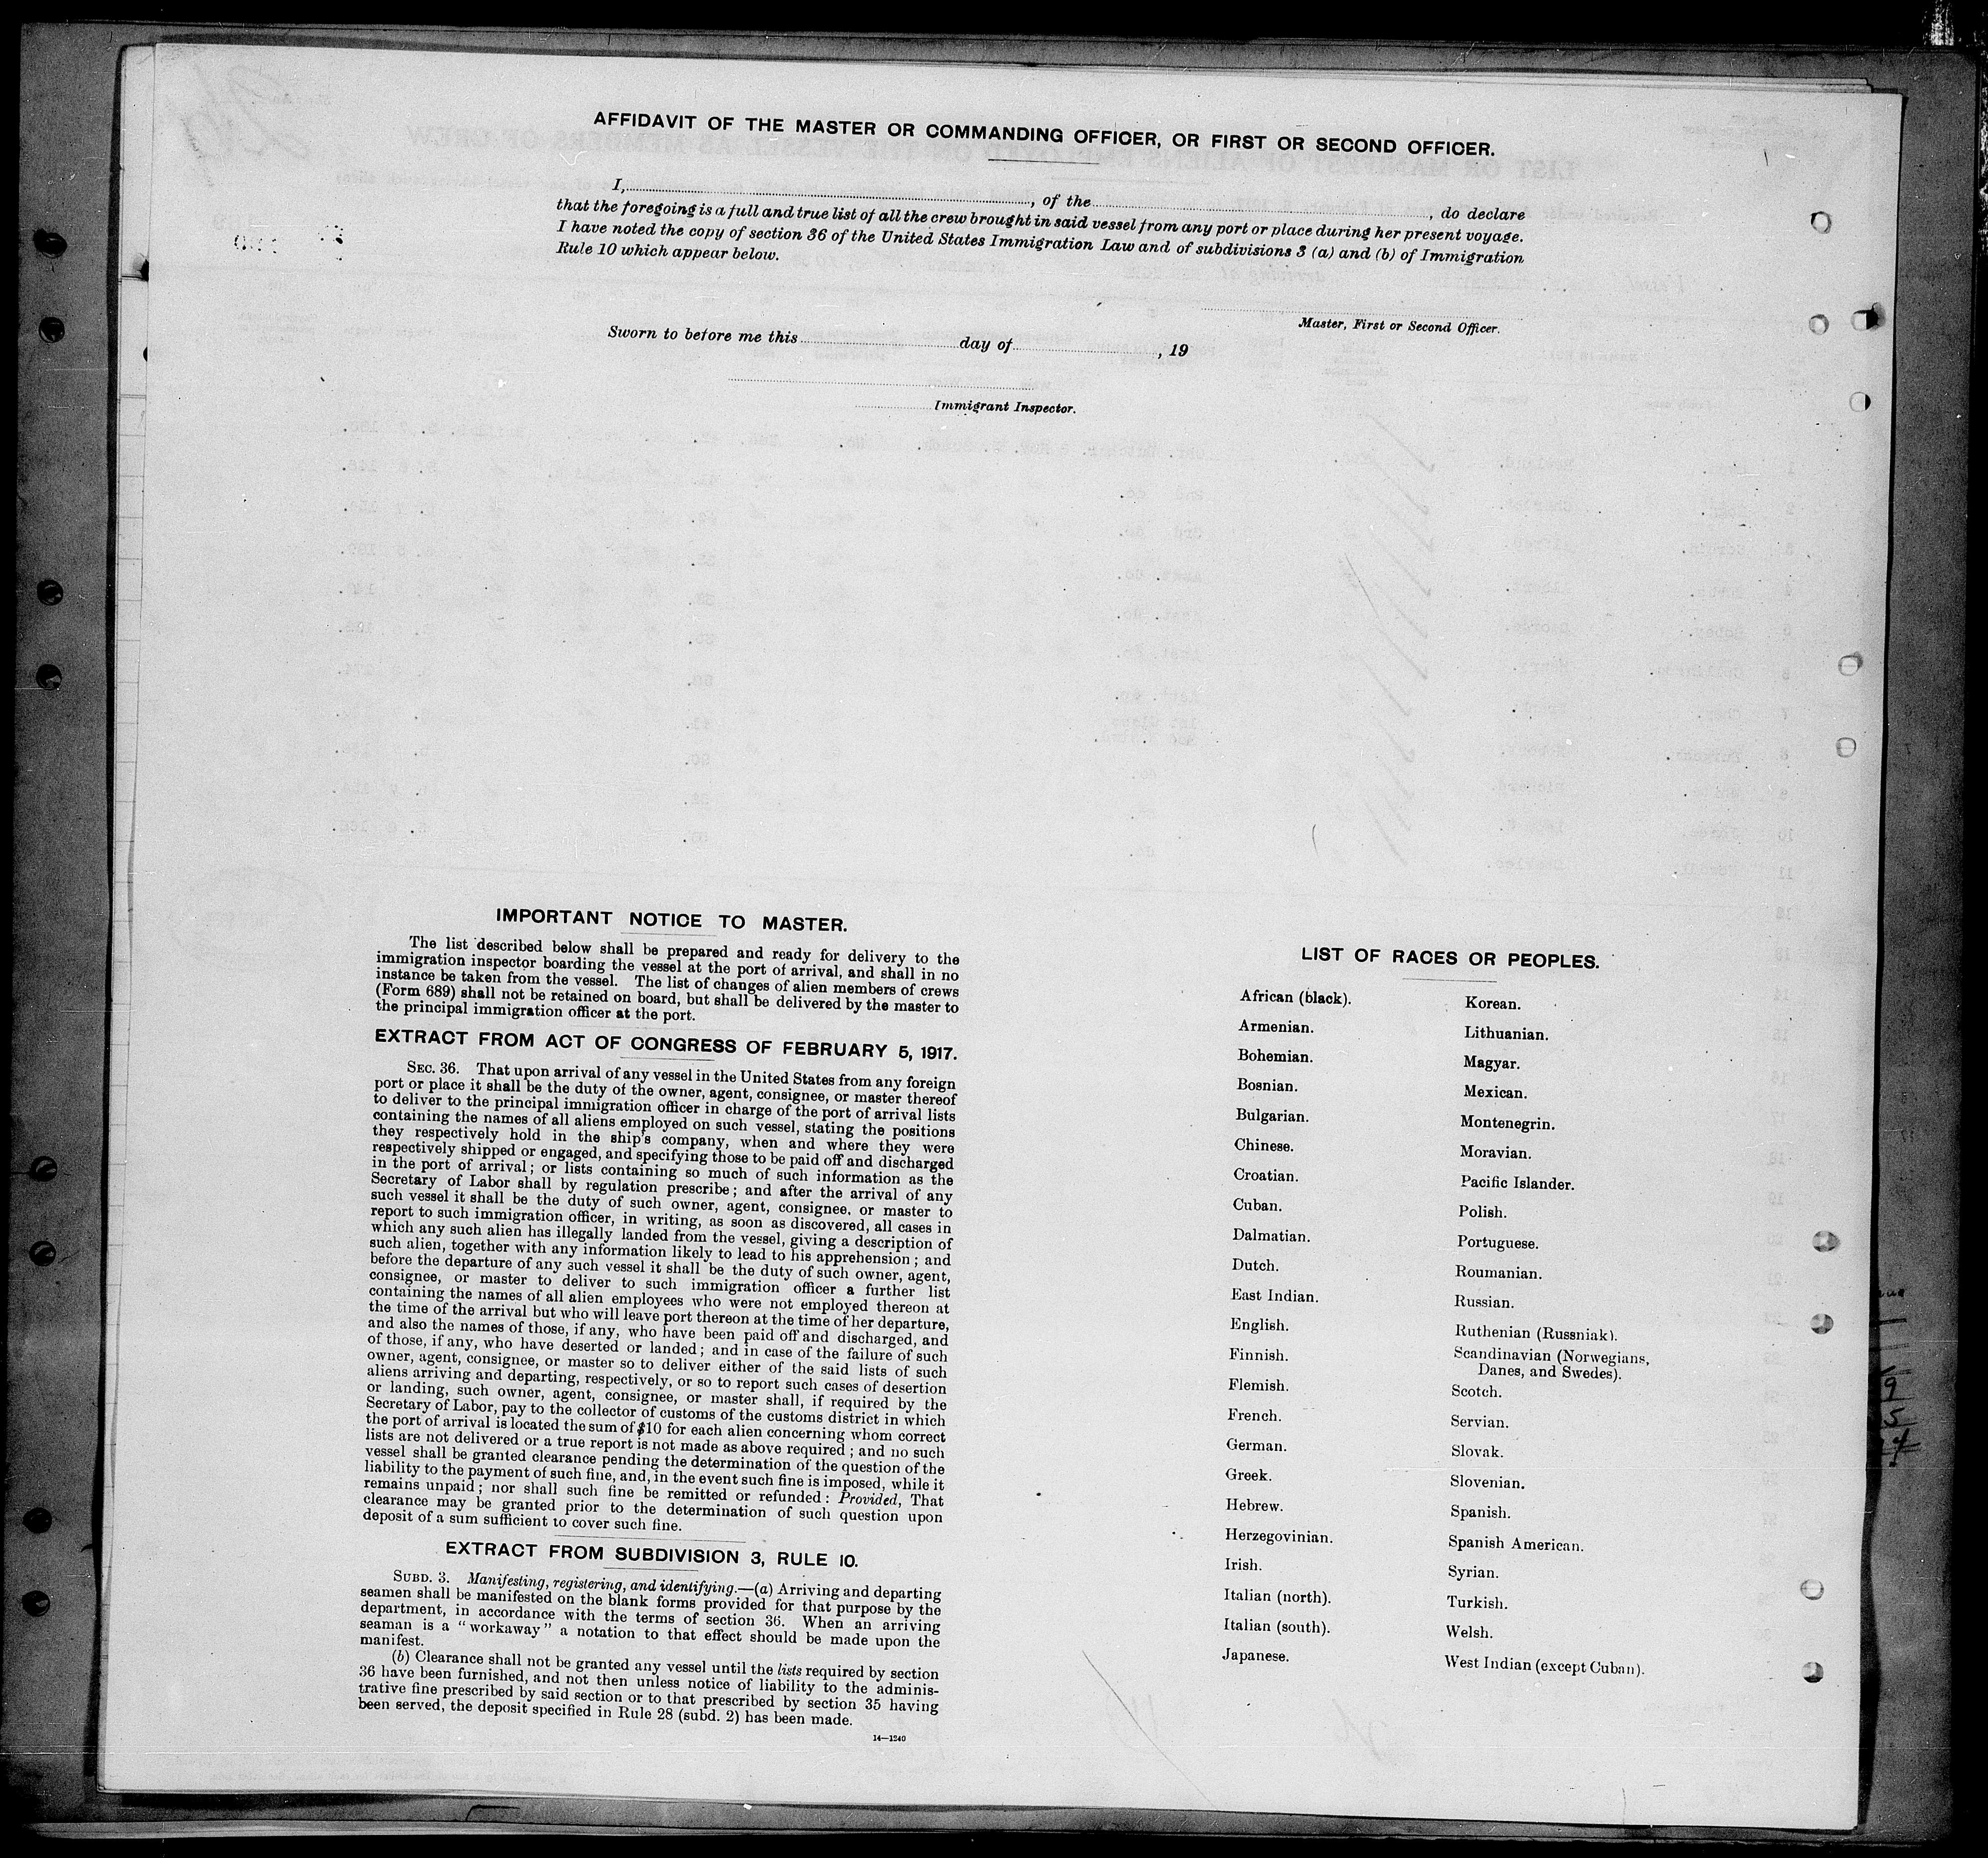 AFFIDAVIT OF THE MASTER OR COMMANDING OFFICER, OR FIRST OR SECOND OFFICER.
I, , of the , do declare
that the foregoing is a full and true list of all the crew brought in said vessel from any port or place during her present voyage.
I have noted the copy of section 36 of the United States Immigration Law and of subdivisions 3 (a) and (b) of Immigration
Rule 10 which appear below.
Master, First or Second Officer.
Sworn to before me this day of , 19
Immigrant Inspector.
IMPORTANT NOTICE TO MASTER.
The list described below shall be prepared and ready for delivery to the
immigration inspector boarding the vessel at the port of arrival, and shall in no
instance be taken from the vessel. The list of changes of alien members of crews
(Form 689) shall not be retained on board, but shall be delivered by the master to
the principal immigration officer at the port.
EXTRACT FROM ACT OF CONGRESS OF FEBRUARY 5, 1917.
SEC. 36. That upon arrival of any vessel in the United States from any foreign
port or place it shall be the duty of the owner, agent, consignee, or master thereof
to deliver to the principal immigration officer in charge of the port of arrival lists
containing the names of all aliens employed on such vessel, stating the positions
they respectively hold in the ship's company, when and where they were
respectively shipped or engaged, and specifying those to be paid off and discharged
in the port of arrival; or lists containing so much of such information as the
Secretary of Labor shall by regulation prescribe; and after the arrival of any
such vessel it shall be the duty of such owner, agent, consignee, or master to
report to such immigration officer, in writing, as soon as discovered, all cases in
which any such alien has illegally landed from the vessel, giving a description of
such alien, together with any information likely to lead to his apprehension; and
before the departure of any such vessel it shall be the duty of such owner, agent,
consignee, or master to deliver to such immigration officer a further list
containing the names of all alien employees who were not employed thereon at
the time of the arrival but who will leave port thereon at the time of her departure,
and also the names of those, if any, who have been paid off and discharged, and
of those, if any, who have deserted or landed; and in case of the failure of such
owner, agent, consignee, or master so to deliver either of the said lists of such
aliens arriving and departing, respectively, or so to report such cases of desertion
or landing, such owner, agent, consignee, or master shall, if required by the
Secretary of Labor, pay to the collector of customs of the customs district in which
the port of arrival is located the sum of $10 for each alien concerning whom correct
lists are not delivered or a true report is not made as above required; and no such
vessel shall be granted clearance pending the determination of the question of the
liability to the payment of such fine, and, in the event such fine is imposed, while it
remains unpaid; nor shall such fine be remitted or refunded: Provided, That
clearance may be granted prior to the determination of such question upon
deposit of a sum sufficient to cover such fine.
EXTRACT FROM SUBDIVISION 3, RULE 10.
SUBD. 3. Manifesting, registering, and identifying.—(a) Arriving and departing
seamen shall be manifested on the blank forms provided for that purpose by the
department, in accordance with the terms of section 36. When an arriving
seaman is a "workaway" a notation to that effect should be made upon the
manifest.
(b) Clearance shall not be granted any vessel until the lists required by section
36 have been furnished, and not then unless notice of liability to the adminis-
trative fine prescribed by said section or to that prescribed by section 35 having
been served, the deposit specified in Rule 28 (subd. 2) has been made.
14—1240
LIST OF RACES OR PEOPLES.
African (black).
Armenian.
Bohemian.
Bosnian.
Bulgarian.
Chinese.
Croatian.
Cuban.
Dalmatian.
Dutch.
East Indian.
English.
Finnish.
Flemish.
French.
German.
Greek.
Hebrew.
Herzegovinian.
Irish.
Italian (north).
Italian (south).
Japanese.
Korean.
Lithuanian.
Magyar.
Mexican.
Montenegrin.
Moravian.
Pacific Islander.
Polish.
Portuguese.
Roumanian.
Russian.
Ruthenian (Russniak).
Scandinavian (Norwegians,
Danes, and Swedes).
Scotch.
Servian.
Slovak.
Slovenian.
Spanish.
Spanish American.
Syrian.
Turkish.
Welsh.
West Indian (except Cuban).